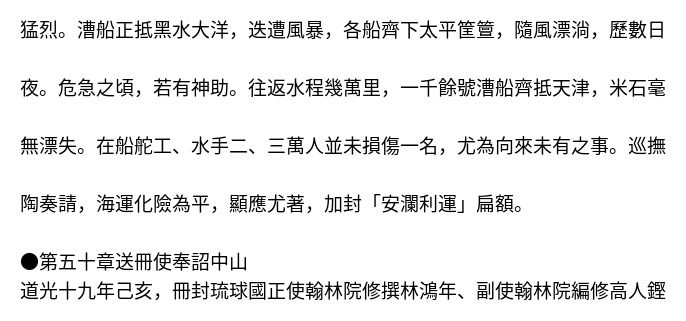 猛烈。漕船正抵黑水大洋，迭遭風暴，各船齊下太平筐簹，隨風漂淌，歷數日
夜。危急之頃，若有神助。往返水程幾萬里，一千餘號漕船齊抵天津，米石毫
無漂失。在船舵工、水手二、三萬人並未損傷一名，尤為向來未有之事。巡撫
陶奏請，海運化險為平，顯應尤著，加封「安瀾利運」扁額。
●第五十章送冊使奉詔中山
道光十九年己亥，冊封琉球國正使翰林院修撰林鴻年、副使翰林院編修高人鏗